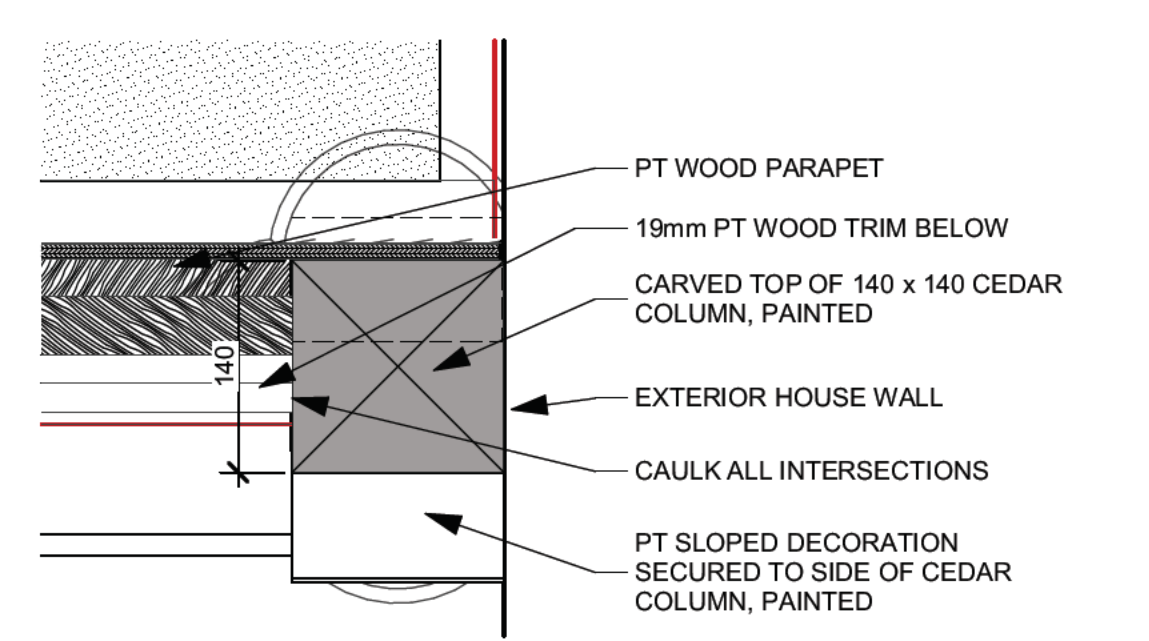 PT WOOD PARAPET
19mm PT WOOD TRIM BELOW
CARVED TOP OF 140 x 140 CEDAR
COLUMN, PAINTED
140
EXTERIOR HOUSE WALL
CAULK ALL INTERSECTIONS
PT SLOPED DECORATION
SECURED TO SIDE OF CEDAR
COLUMN, PAINTED